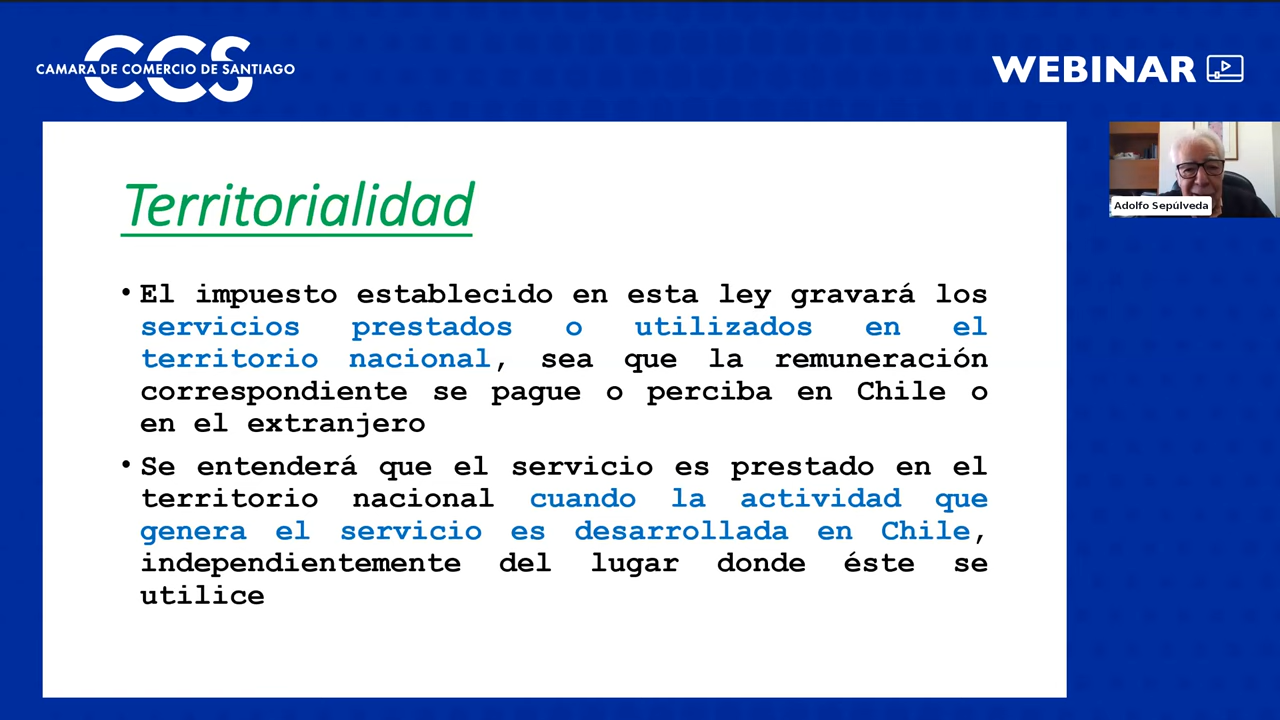 CCS
CAMARA DE COMERCIO DE SANTIAGO
WEBINAR
Adolfo Sepúlveda
Territorialidad
• El impuesto establecido en esta ley gravará los
servicios prestados o utilizados en el
territorio nacional, sea que la remuneración
correspondiente se pague o perciba en Chile o
en el extranjero
• Se entenderá que el servicio es prestado en el
territorio nacional cuando la actividad que
genera el servicio es desarrollada en Chile,
independientemente del lugar donde éste se
utilice